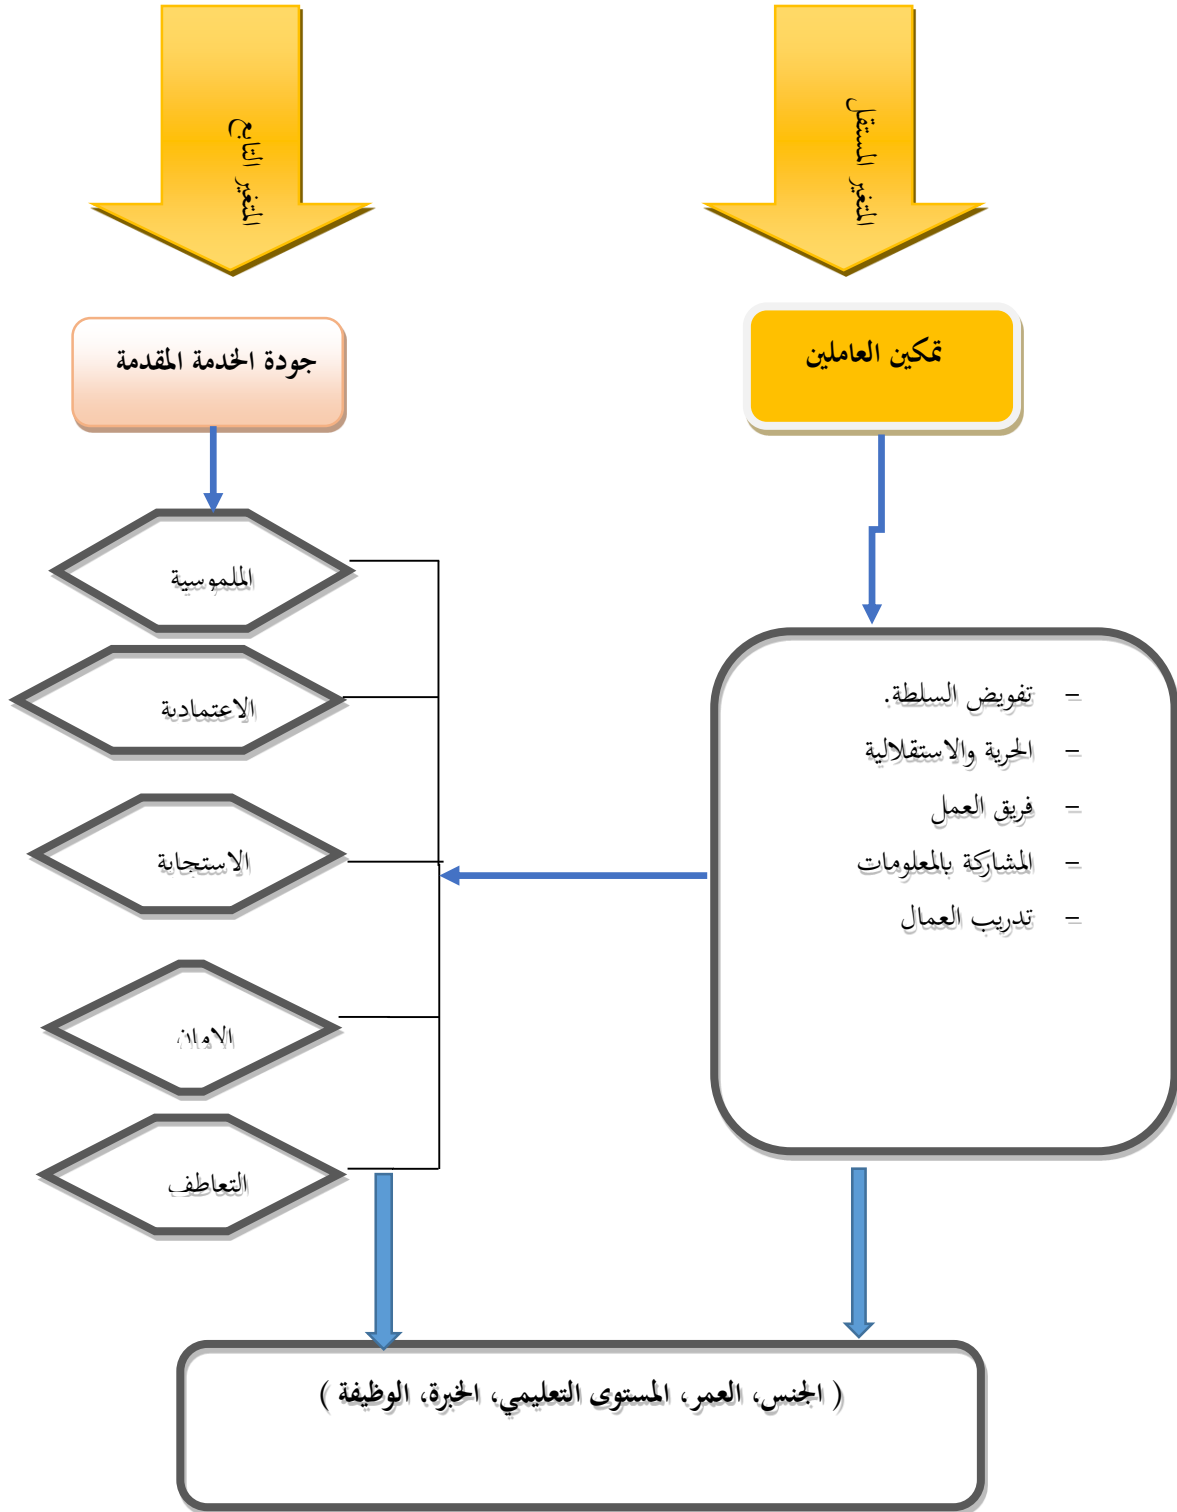 المتغير المستقل
المتغير التابع
تمكين العاملين
جودة الخدمة المقدمة
- تفويض السلطة.
- الحرية والاستقلالية
- فريق العمل
- المشاركة بالمعلومات
- تدريب العمال
الملموسية
الاعتمادية
الاستجابة
الامان
التعاطف
( الجنس، العمر، المستوى التعليمي، الخبرة، الوظيفة )